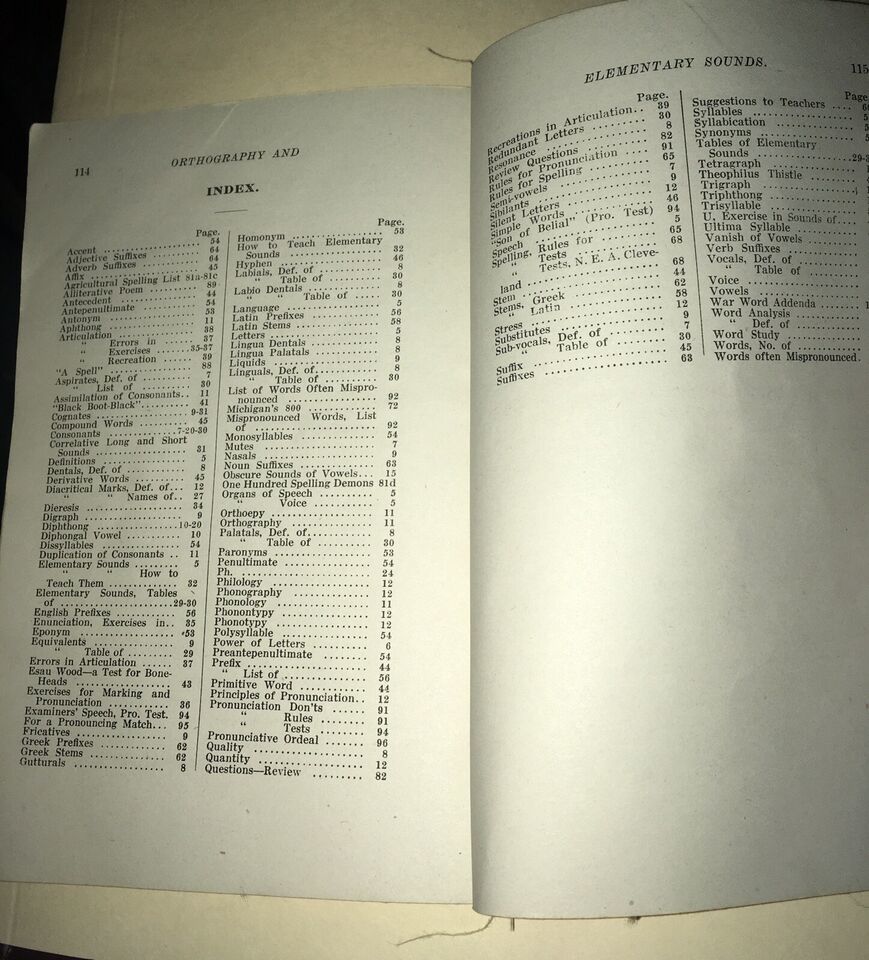 114
ORTHOGRAPHY AND
INDEX.
Page.
Accent 54
Adjective Suffixes 64
Adverb Suffixes 64
Affix 45
Agricultural Spelling List 81a-81c
Alliterative Poem 89
Antecedent 44
Antepenultimate 54
Antonym 53
Aphthong 11
Articulation 38
" Errors in 37
" Exercises 35-37
" Recreation 39
"A Spell" 88
Aspirates, Def. of 7
" List of 30
Assimilation of Consonants 11
"Black Boot-Black" 41
Cognates 9-31
Compound Words 45
Consonants 7-20-30
Correlative Long and Short
Sounds 31
Definitions 5
Dentals, Def. of 8
Derivative Words 45
Diacritical Marks, Def. of 12
" " Names of 27
Dieresis 34
Digraph 9
Diphthong 10-20
Diphongal Vowel 10
Dissyllables 54
Duplication of Consonants 11
Elementary Sounds 5
" " How to
Teach Them 32
Elementary Sounds, Tables
of 29-30
English Prefixes 56
Enunciation, Exercises in 35
Eponym 53
Equivalents 9
" Table of 29
Errors in Articulation 37
Esau Wood—a Test for Bone-
Heads 43
Exercises for Marking and
Pronunciation 36
Examiners' Speech, Pro. Test. 94
For a Pronouncing Match 95
Fricatives 9
Greek Prefixes 62
Greek Stems 62
Gutturals 8
Page.
Homonym 53
How to Teach Elementary
Sounds 32
Hyphen 46
Labials, Def. of 8
" Table of 30
Labio Dentals 8
" " Table of 30
Language 5
Latin Prefixes 56
Latin Stems 58
Letters 5
Lingua Dentals 8
Lingua Palatals 8
Liquids 9
Linguals, Def. of 8
" Table of 30
List of Words Often Mispro-
nounced 92
Michigan's 800 72
Mispronounced Words, List
of 92
Monosyllables 54
Mutes 7
Nasals 9
Noun Suffixes 63
Obscure Sounds of Vowels 15
One Hundred Spelling Demons 81d
Organs of Speech 5
" Voice 5
Orthoepy 11
Orthography 11
Palatals, Def. of 8
" Table of 30
Paronyms 53
Penultimate 54
Ph. 24
Philology 12
Phonography 12
Phonology 11
Phonontypy 12
Phonotypy 12
Polysyllable 54
Power of Letters 6
Preantepenultimate 54
Prefix 44
" List of 56
Primitive Word 44
Principles of Pronunciation 12
Pronunciation Don'ts 91
" Rules 91
" Tests 94
Pronunciative Ordeal 96
Quality 8
Quantity 12
Questions—Review 82
ELEMENTARY SOUNDS.
115
Page.
Recreations in Articulation 39
Redundant Letters 30
Resonance 8
Review Questions 82
Rules for Pronunciation 91
Rules for Spelling 65
Semi-vowels 7
Sibilants 9
Silent Letters 12
Simple Words 46
"Son of Belial" (Pro. Test) 94
Speech 5
Spelling, Rules for 65
" Tests 68
" Tests, N. E. A. Cleve-
land 68
Stem 44
Stems, Greek 62
" Latin 58
Stress 12
Substitutes 9
Sub-vocals, Def. of 7
" Table of 30
Suffix 45
Suffixes 63
Page
Suggestions to Teachers
Syllables
Syllabication
Synonyms
Tables of Elementary
Sounds
Tetragraph
Theophilus Thistle
Trigraph
Triphthong
Trisyllable
U. Exercise in Sounds of
Ultima Syllable
Vanish of Vowels
Verb Suffixes
Vocals, Def. of
" Table of
Voice
Vowels
War Word Addenda
Word Analysis
" Def. of
Word Study
Words, No. of
Words often Mispronounced.